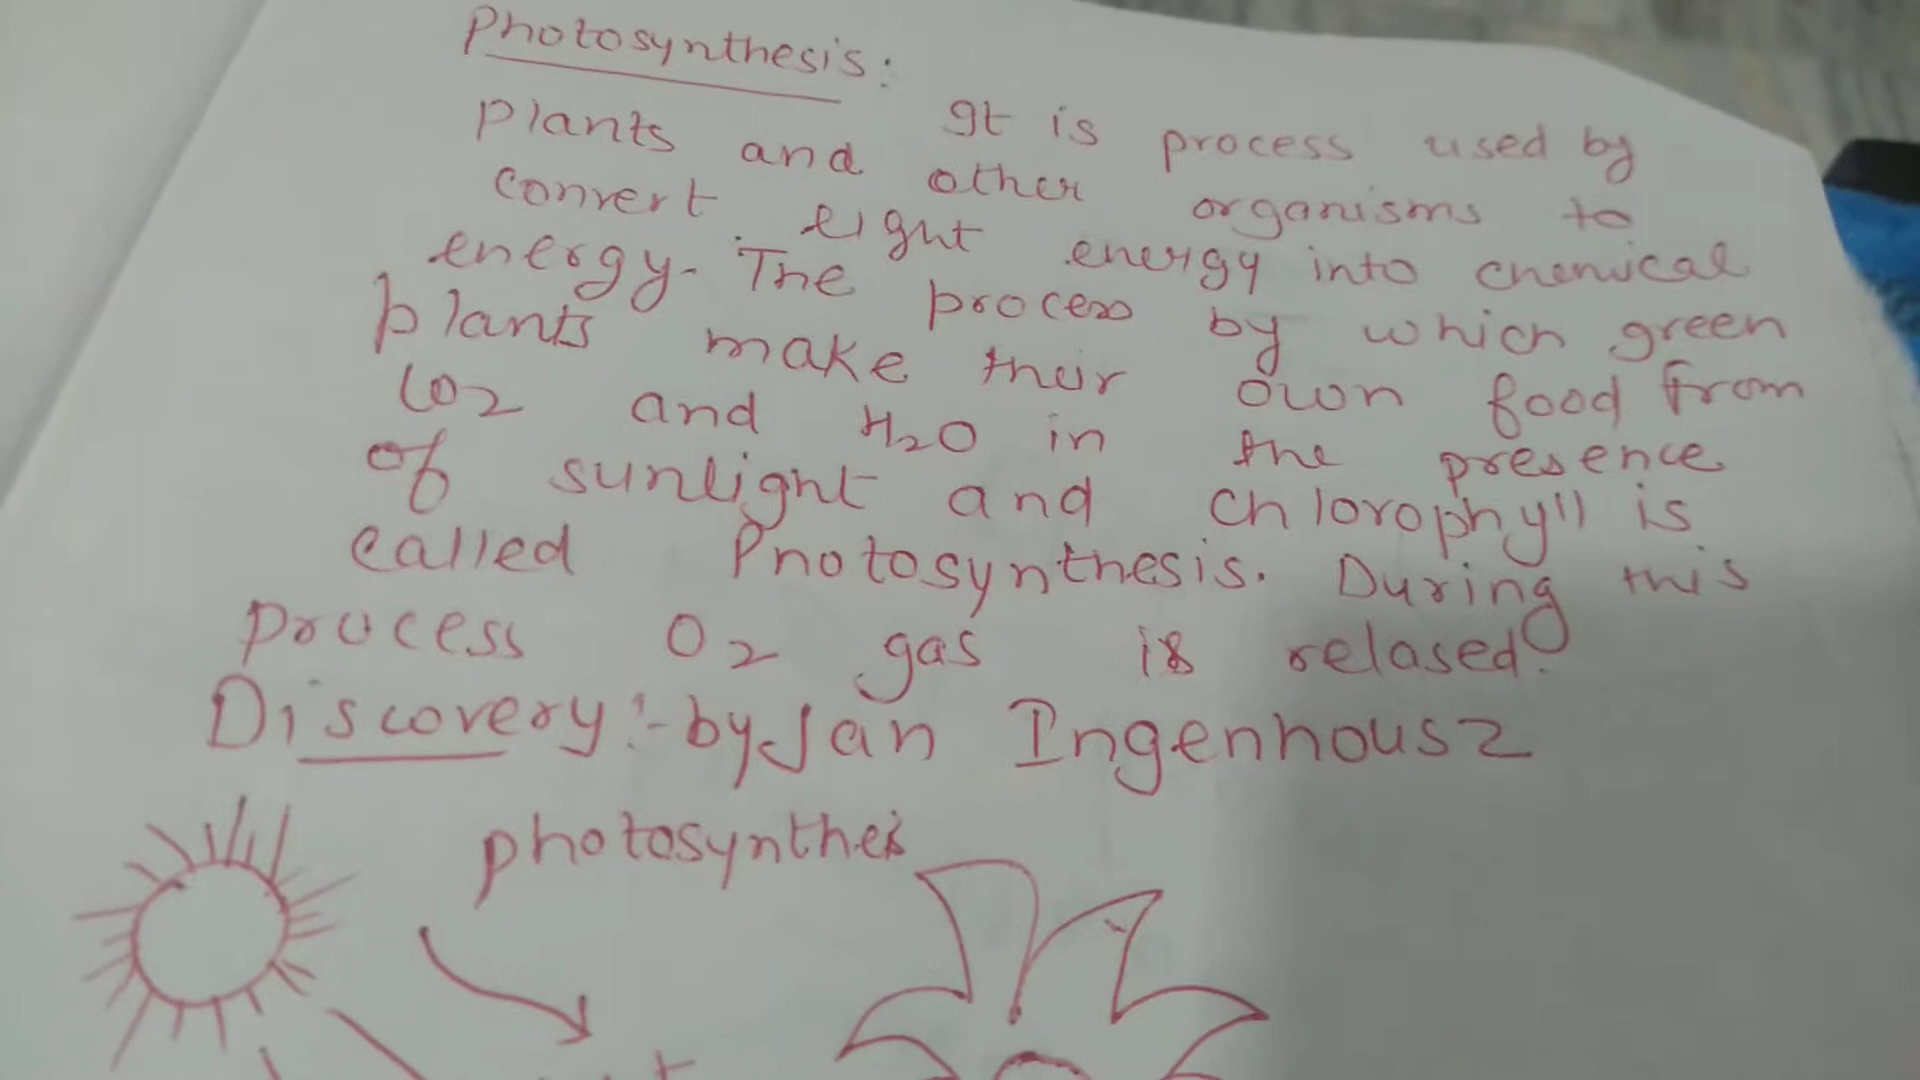 Photosynthesis:
It is process used by
plants and other organisms to
convert light energy into chemical
energy. The process by which green
plants make their own food from
CO2 and H2O in the presence
of sunlight and chlorophyll is
called Photosynthesis. During this
process O2 gas is relased.
Discovery:- by Jan Ingenhousz
photosyntheis